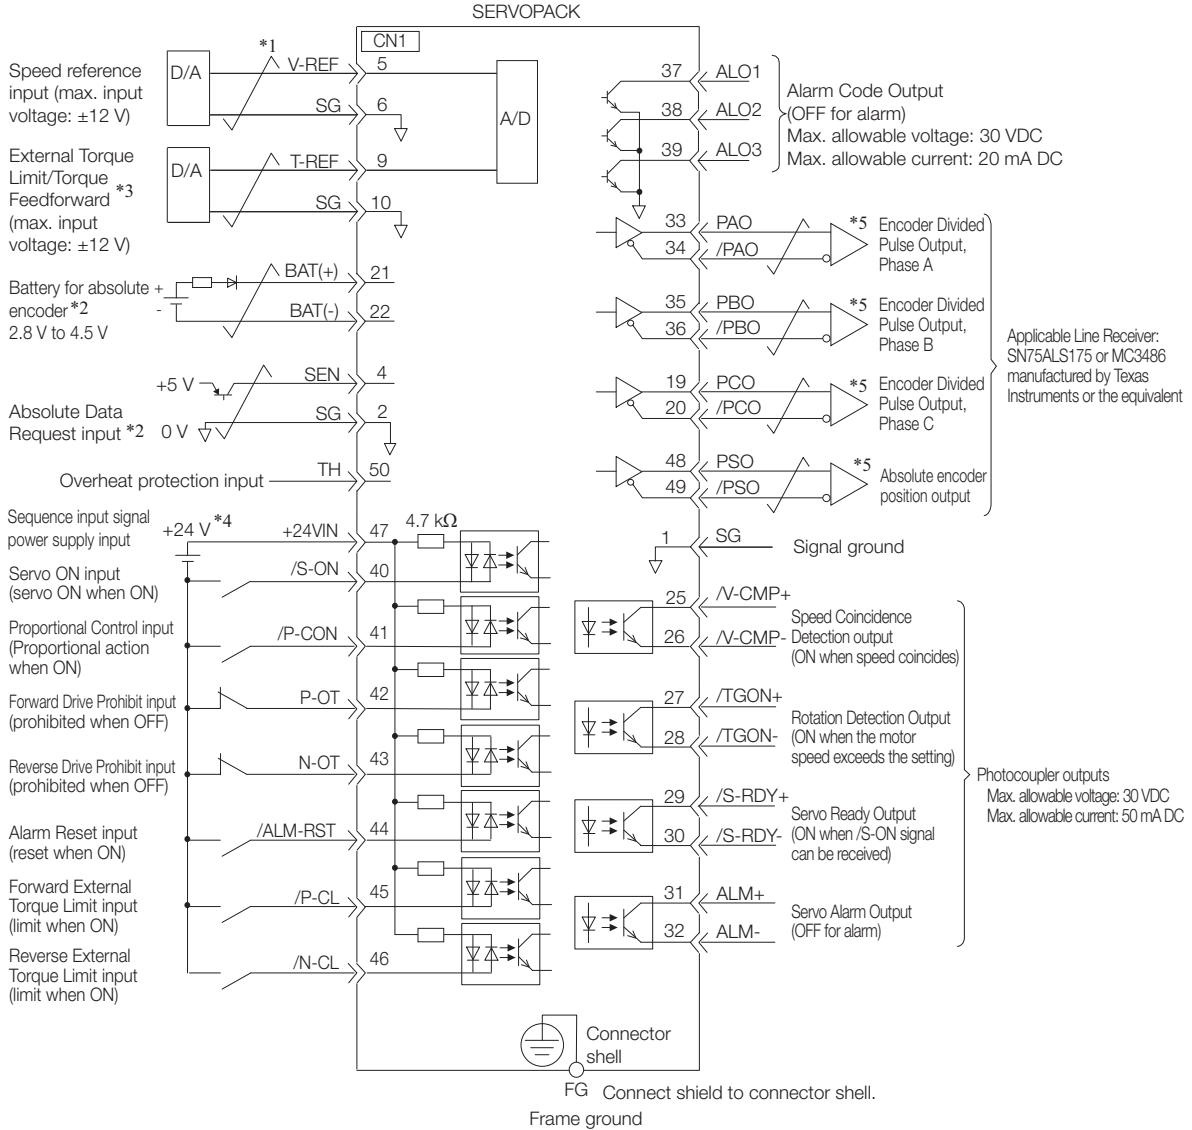 SERVOPACK
CN1
Speed reference
input (max. input
voltage: ±12 V)
D/A
*1
V-REF
5
SG
6
A/D
External Torque
Limit/Torque
Feedforward *3
(max. input
voltage: ±12 V)
D/A
T-REF
9
SG
10
Battery for absolute +
encoder*2 -
2.8 V to 4.5 V
BAT(+)
21
BAT(-)
22
+5 V
SEN
4
Absolute Data
Request input *2
0 V
SG
2
Overheat protection input
TH
50
Sequence input signal
power supply input
+24 V *4
+24VIN
47
4.7 kΩ
Servo ON input
(servo ON when ON)
/S-ON
40
Proportional Control input
(Proportional action
when ON)
/P-CON
41
Forward Drive Prohibit input
(prohibited when OFF)
P-OT
42
Reverse Drive Prohibit input
(prohibited when OFF)
N-OT
43
Alarm Reset input
(reset when ON)
/ALM-RST
44
Forward External
Torque Limit input
(limit when ON)
/P-CL
45
Reverse External
Torque Limit input
(limit when ON)
/N-CL
46
37
ALO1
38
ALO2
39
ALO3
Alarm Code Output
(OFF for alarm)
Max. allowable voltage: 30 VDC
Max. allowable current: 20 mA DC
33
PAO
34
/PAO
*5
Encoder Divided
Pulse Output,
Phase A
35
PBO
36
/PBO
*5
Encoder Divided
Pulse Output,
Phase B
19
PCO
20
/PCO
*5
Encoder Divided
Pulse Output,
Phase C
48
PSO
49
/PSO
*5
Absolute encoder
position output
Applicable Line Receiver:
SN75ALS175 or MC3486
manufactured by Texas
Instruments or the equivalent
1
SG
Signal ground
25
/V-CMP+
26
/V-CMP-
Speed Coincidence
Detection output
(ON when speed coincides)
27
/TGON+
28
/TGON-
Rotation Detection Output
(ON when the motor
speed exceeds the setting)
29
/S-RDY+
30
/S-RDY-
Servo Ready Output
(ON when /S-ON signal
can be received)
31
ALM+
32
ALM-
Servo Alarm Output
(OFF for alarm)
Photocoupler outputs
Max. allowable voltage: 30 VDC
Max. allowable current: 50 mA DC
Connector
shell
FG
Connect shield to connector shell.
Frame ground